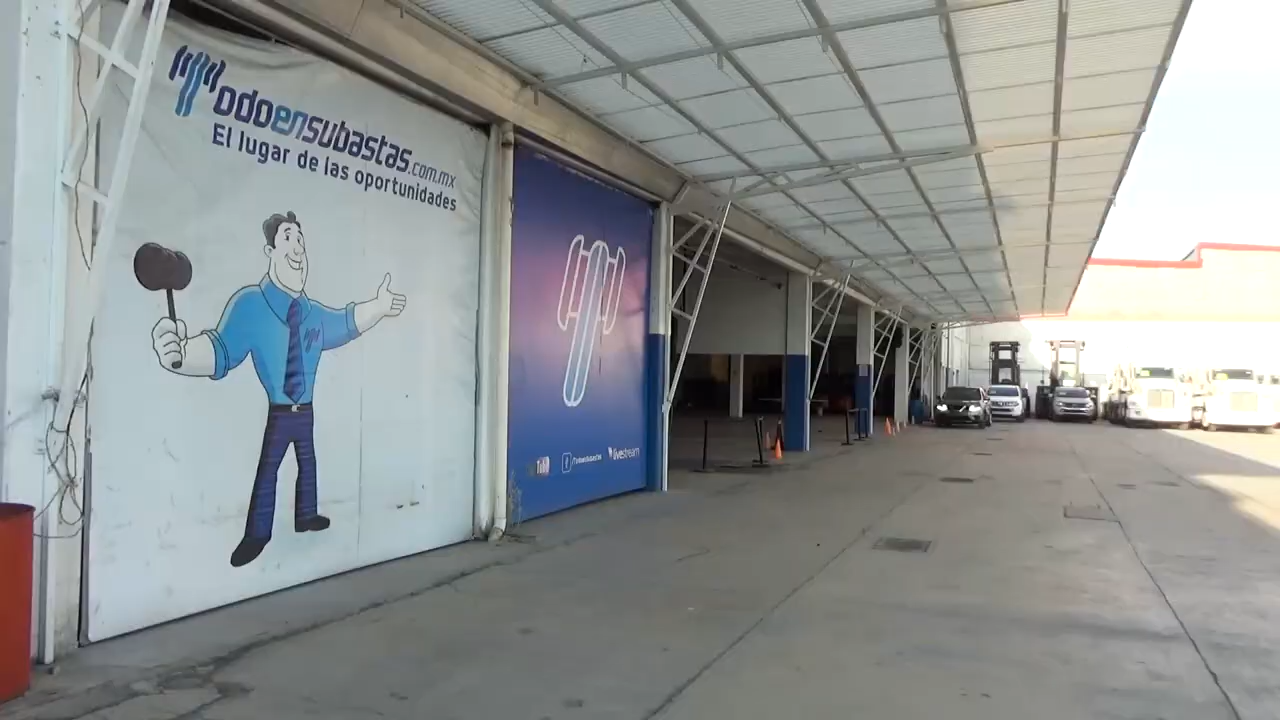 Todoensubastas.com.mx
El lugar de las oportunidades
livestream